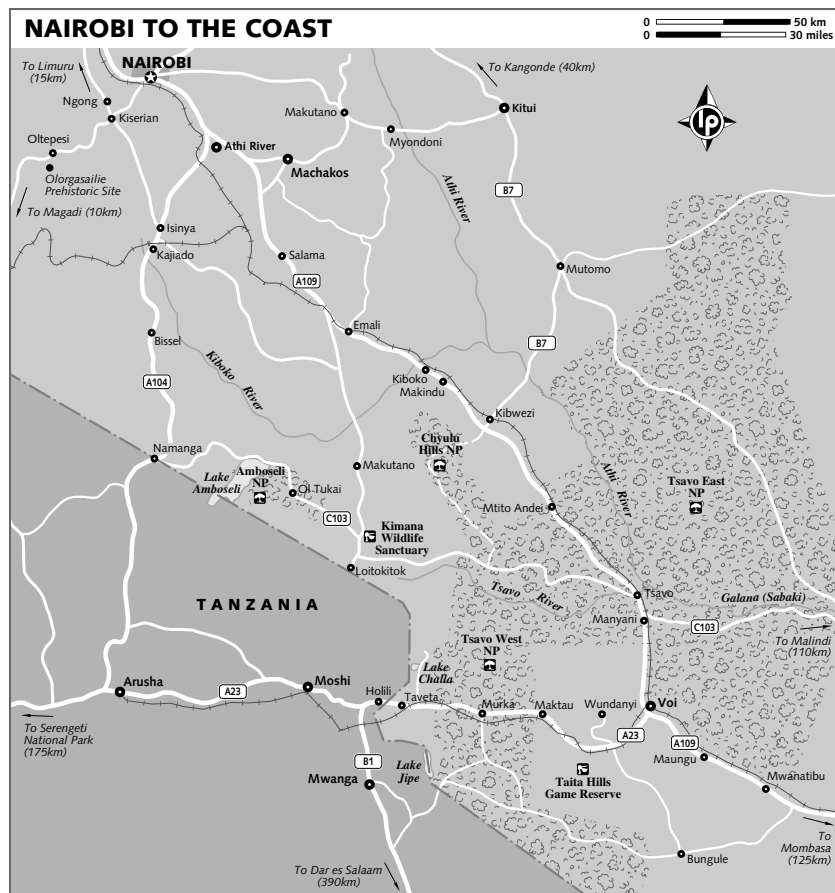 NAIROBI TO THE COAST
0 50 km
0 30 miles
To Limuru
(15km)
NAIROBI
To Kangonde (40km)
Ngong
Kiserian
Makutano
Kitui
lp
Oltepesi
Athi River
Myondoni
Machakos
Olorgasailie
Prehistoric Site
Athi River
B7
To Magadi (10km)
Isinya
Kajiado
Salama
Mutomo
A109
Emali
Bissel
B7
Kiboko
River
Kiboko
Makindu
A104
Kibwezi
Namanga
Chyulu
Hills NP
Makutano
Lake
Amboseli
Amboseli
NP
Ol Tukai
Athi
River
Tsavo East
NP
Mtito Andei
C103
Kimana
Wildlife
Sanctuary
Loitokitok
Tsavo
River
Tsavo
Galana (Sabaki)
TANZANIA
Manyani
C103
To Malindi
(110km)
Tsavo West
NP
Lake
Challa
Arusha
A23
Moshi
Holili
Taveta
Murka
Maktau
Wundanyi
Voi
To Serengeti
National Park
(175km)
A23
A109
B1
Lake
Jipe
Maungu
Mwanga
Taita Hills
Game Reserve
Mwanatibu
To
Mombasa
(125km)
Bungule
To Dar es Salaam
(390km)